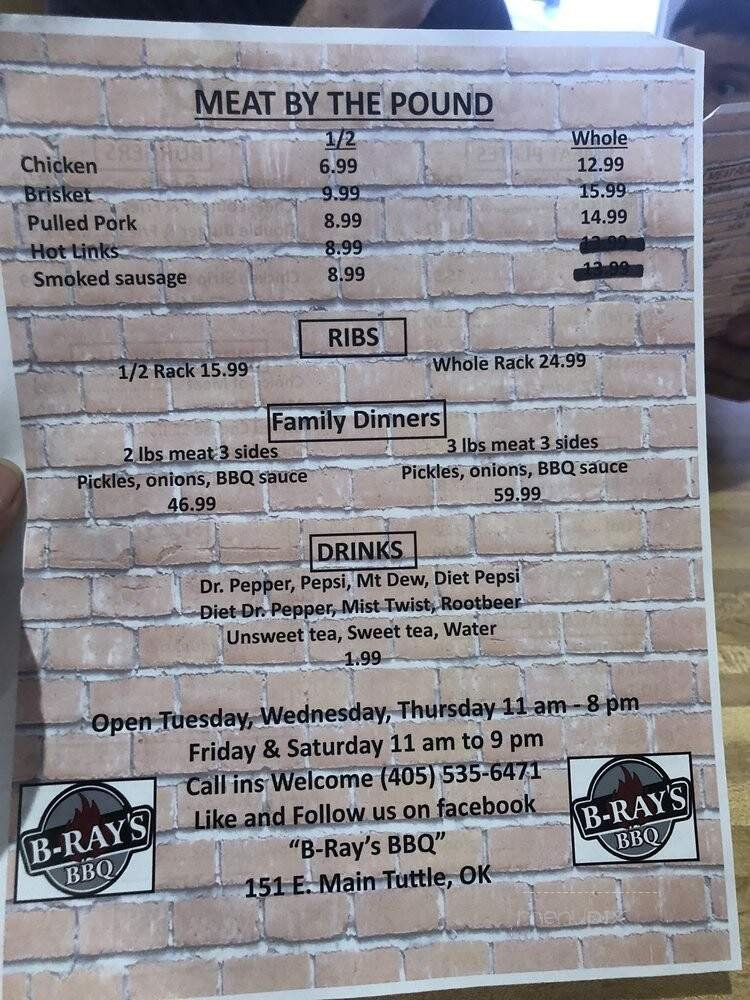 MEAT BY THE POUND
1/2 Whole
Chicken 6.99 12.99
Brisket 9.99 15.99
Pulled Pork 8.99 14.99
Hot Links 8.99
Smoked sausage 8.99
RIBS
1/2 Rack 15.99 Whole Rack 24.99
Family Dinners
2 lbs meat 3 sides 3 lbs meat 3 sides
Pickles, onions, BBQ sauce Pickles, onions, BBQ sauce
46.99 59.99
DRINKS
Dr. Pepper, Pepsi, Mt Dew, Diet Pepsi
Diet Dr. Pepper, Mist Twist, Rootbeer
Unsweet tea, Sweet tea, Water
1.99
Open Tuesday, Wednesday, Thursday 11 am - 8 pm
Friday & Saturday 11 am to 9 pm
Call ins Welcome (405) 535-6471
Like and Follow us on facebook
"B-Ray's BBQ"
151 E. Main Tuttle, OK
B-RAY'S
BBQ
B-RAY'S
BBQ
menupix